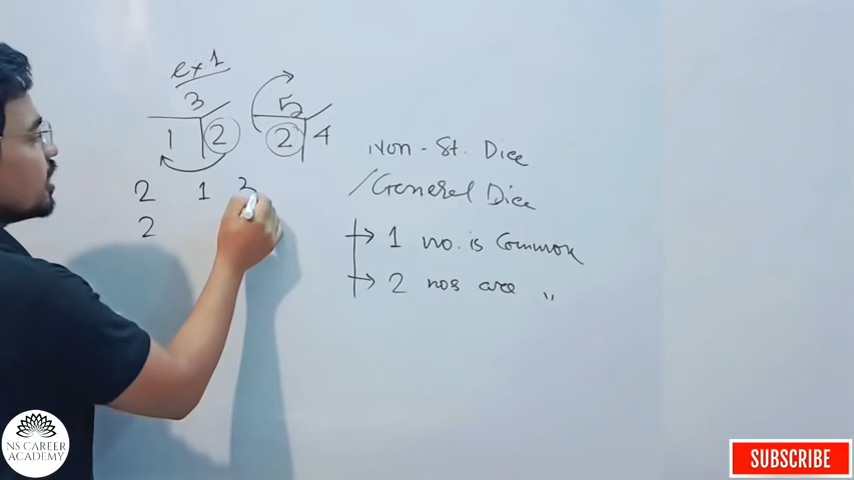 ex 1
3
1 2
5
2 4
2 1 3
2
Non-St. Dice
/General Dice
→ 1 no. is Common
→ 2 nos are "
NS CAREER
ACADEMY
SUBSCRIBE